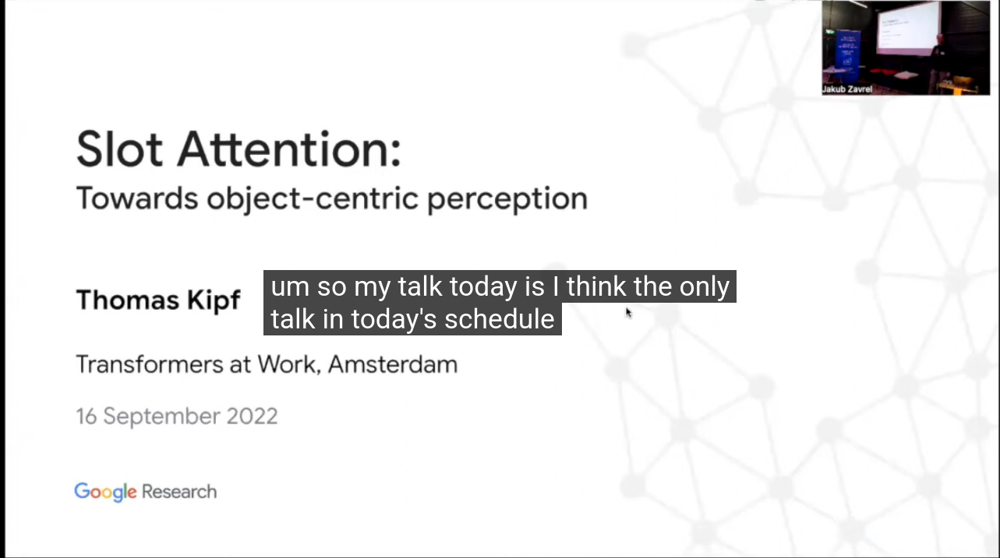 Jakub Zavrel
Slot Attention:
Towards object-centric perception
Thomas Kipf
um so my talk today is I think the only
talk in today's schedule
Transformers at Work, Amsterdam
16 September 2022
Google Research